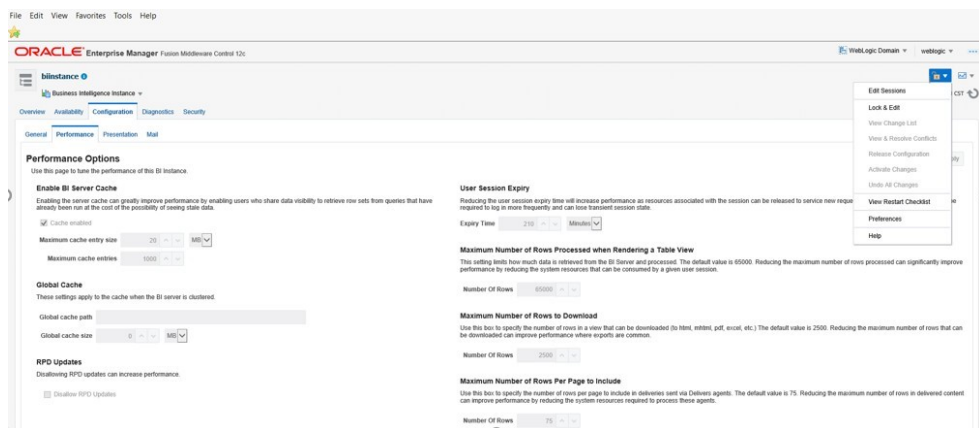 File Edit View Favorites Tools Help
ORACLE Enterprise Manager Fusion Middleware Control 12c
WebLogic Domain
weblogic
biinstance
Business Intelligence Instance
CST
Overview Availability Configuration Diagnostics Security
General Performance Presentation Mail
Edit Sessions
Lock & Edit
View Change List
View & Resolve Conflicts
Release Configuration
Activate Changes
Undo All Changes
View Restart Checklist
Preferences
Help
Performance Options
Use this page to tune the performance of this BI Instance.
Enable BI Server Cache
Enabling the server cache can greatly improve performance by enabling users who share data visibility to retrieve row sets from queries that have
already been run at the cost of the possibility of seeing stale data.
Cache enabled
Maximum cache entry size 20 MB
Maximum cache entries 1000
Global Cache
These settings apply to the cache when the BI server is clustered.
Global cache path
Global cache size 0 MB
RPD Updates
Disallowing RPD updates can increase performance.
Disallow RPD Updates
User Session Expiry
Reducing the user session expiry time will increase performance as resources associated with the session can be released to service new
required to log in more frequently and can lose transient session state.
Expiry Time 210 Minutes
Maximum Number of Rows Processed when Rendering a Table View
This setting limits how much data is retrieved from the BI Server and processed. The default value is 65000. Reducing the maximum number of rows processed can significantly improve
performance by reducing the system resources that can be consumed by a given user session.
Number Of Rows 65000
Maximum Number of Rows to Download
Use this box to specify the number of rows in a view that can be downloaded (to html, mhtml, pdf, excel, etc.) The default value is 2500. Reducing the maximum number of rows that can
be downloaded can improve performance where exports are common.
Number Of Rows 2500
Maximum Number of Rows Per Page to Include
Use this box to specify the number of rows per page to include in deliveries sent via Delivers agents. The default value is 75. Reducing the maximum number of rows in delivered content
can improve performance by reducing the system resources required to process these agents.
Number Of Rows 75